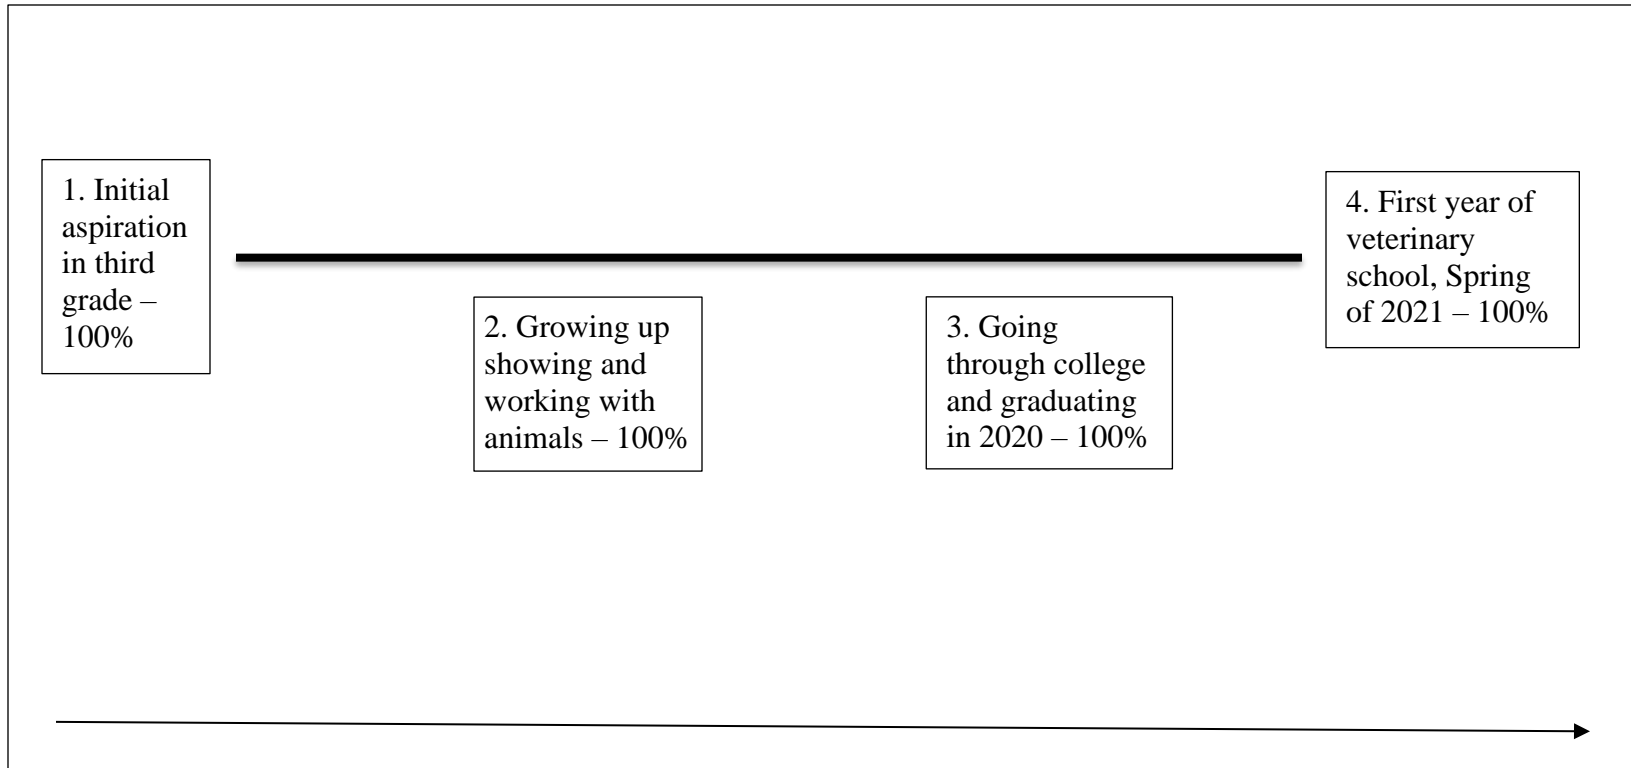 1. Initial
aspiration
in third
grade –
100%
2. Growing up
showing and
working with
animals – 100%
3. Going
through college
and graduating
in 2020 – 100%
4. First year of
veterinary
school, Spring
of 2021 – 100%